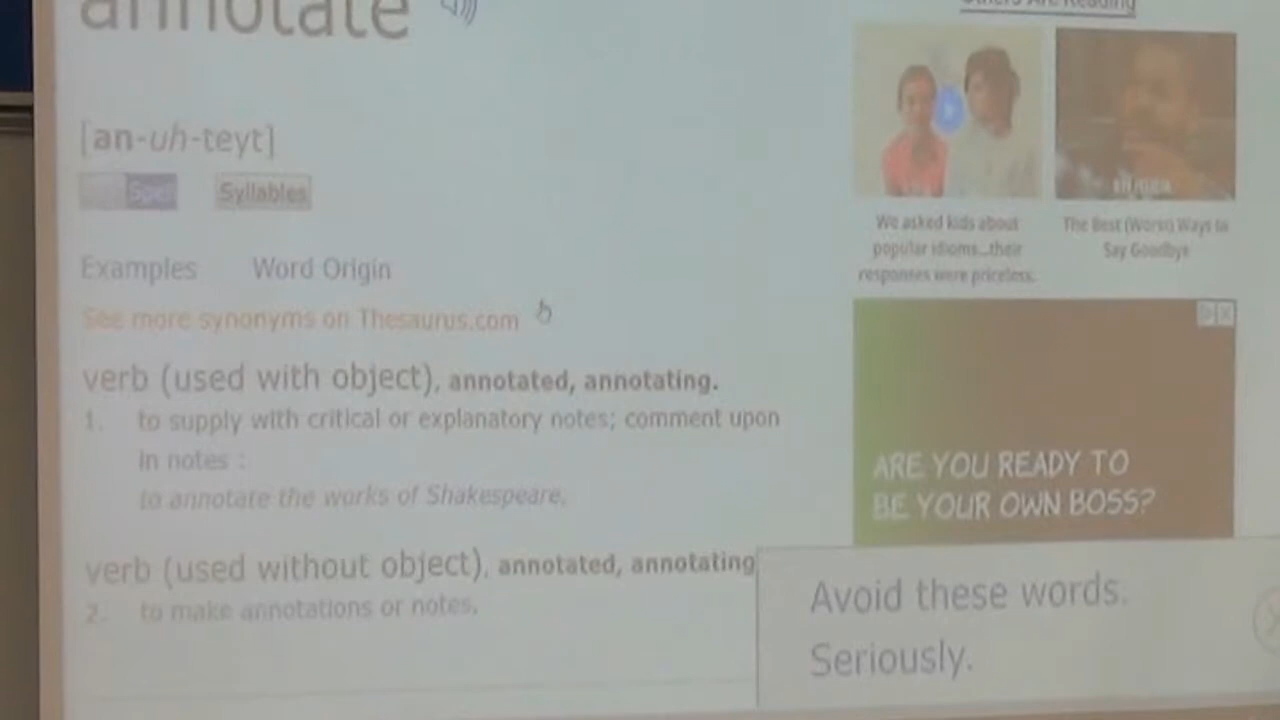 annotate
Others Are Reading
[an-uh-teyt]
Spell Syllables
Examples Word Origin
See more synonyms on Thesaurus.com
verb (used with object), annotated, annotating.
1. to supply with critical or explanatory notes; comment upon
in notes :
to annotate the works of Shakespeare.
verb (used without object), annotated, annotating
2. to make annotations or notes.
We asked kids about
popular idioms...their
responses were priceless.
The Best (Worst) Ways to
Say Goodbye
ARE YOU READY TO
BE YOUR OWN BOSS?
Avoid these words.
Seriously.